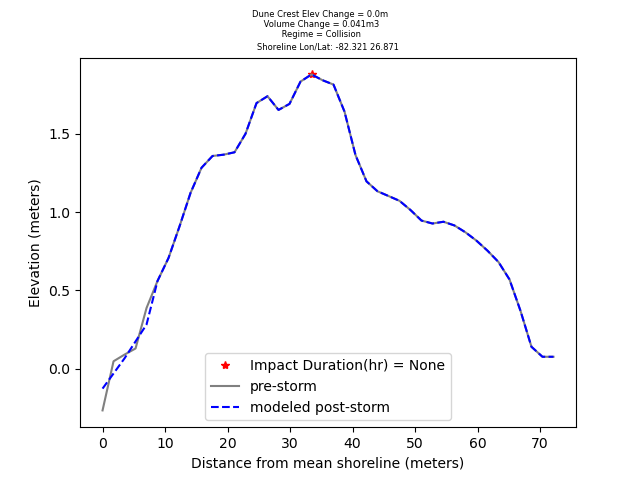 Dune Crest Elev Change = 0.0m
Volume Change = 0.041m3
Regime = Collision
Shoreline Lon/Lat: -82.321 26.871
1.5
1.0
0.5
0.0
Elevation (meters)
Impact Duration(hr) = None
pre-storm
modeled post-storm
0 10 20 30 40 50 60 70
Distance from mean shoreline (meters)